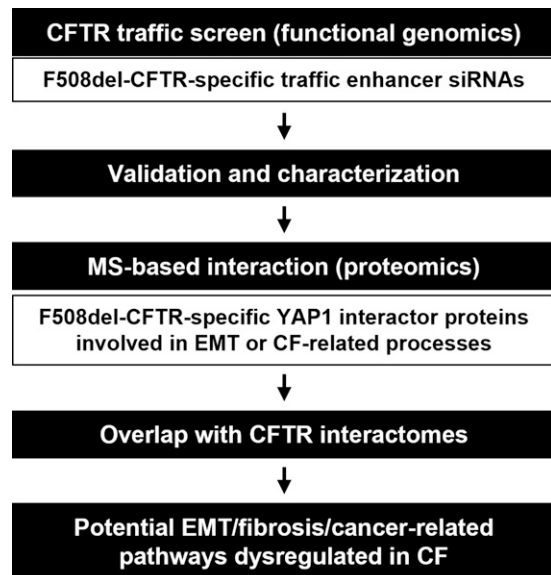 CFTR traffic screen (functional genomics)
F508del-CFTR-specific traffic enhancer siRNAs
Validation and characterization
MS-based interaction (proteomics)
F508del-CFTR-specific YAP1 interactor proteins
involved in EMT or CF-related processes
Overlap with CFTR interactomes
Potential EMT/fibrosis/cancer-related
pathways dysregulated in CF